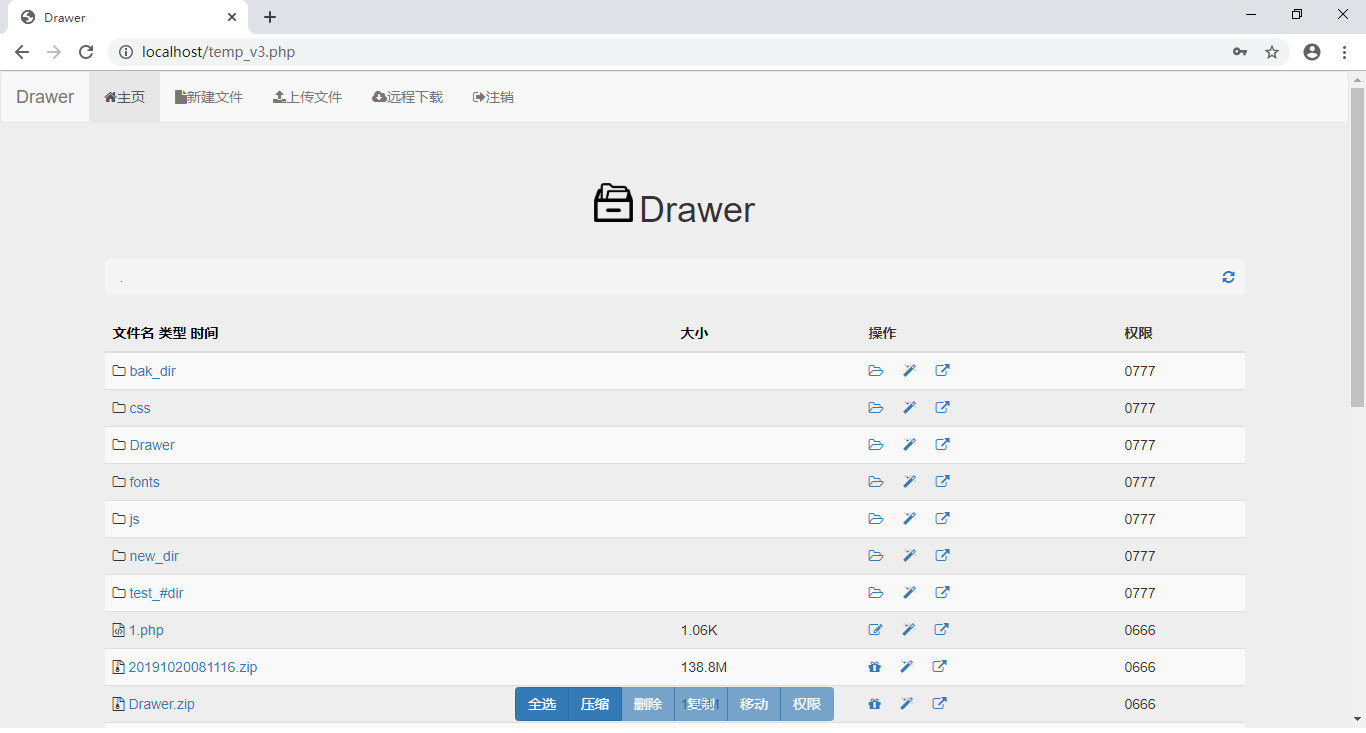 Drawer
localhost/temp_v3.php
Drawer 主页 新建文件 上传文件 远程下载 注销
Drawer
.
文件名 类型 时间 大小 操作 权限
bak_dir 0777
css 0777
Drawer 0777
fonts 0777
js 0777
new_dir 0777
test_#dir 0777
1.php 1.06K 0666
20191020081116.zip 138.8M 0666
Drawer.zip 0666
全选 压缩 删除 复制 移动 权限